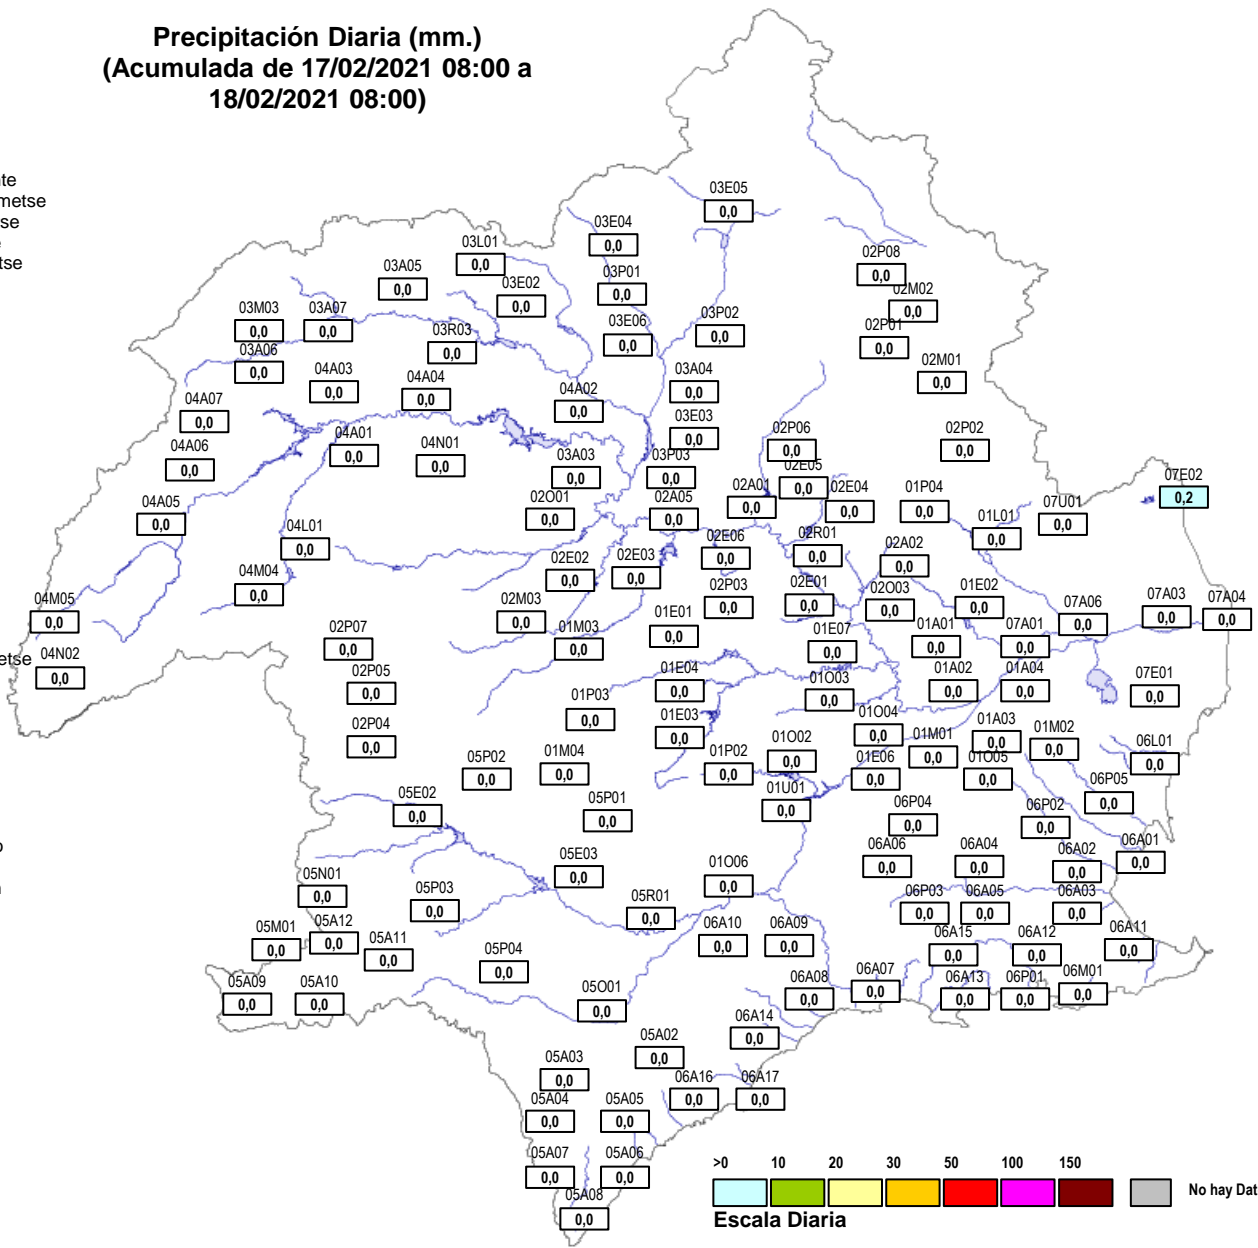 Precipitación Diaria (mm.)
(Acumulada de 17/02/2021 08:00 a
18/02/2021 08:00)
te
metse
se
tse
03E05
0,0
03E04
0,0
03L01
0,0
02P08
0,0
03A05
0,0
03P01
0,0
03E02
0,0
02M02
0,0
03M03
0,0
03A07
0,0
03P02
0,0
03E06
0,0
03R03
0,0
02P01
0,0
03A06
0,0
02M01
0,0
04A03
0,0
04A04
0,0
03A04
0,0
04A02
0,0
04A07
0,0
03E03
0,0
02P06
0,0
02P02
0,0
04A01
0,0
04N01
0,0
04A06
0,0
03A03
0,0
03P03
0,0
02E05
0,0
07E02
0,2
02A01
0,0
02E04
0,0
01P04
0,0
04A05
0,0
02O01
0,0
02A05
0,0
07U01
0,0
01L01
0,0
04L01
0,0
02E06
0,0
02R01
0,0
02A02
0,0
02E02
0,0
02E03
0,0
04M04
0,0
02P03
0,0
02E01
0,0
02O03
0,0
01E02
0,0
04M05
0,0
02M03
0,0
07A06
0,0
07A03
0,0
07A04
0,0
01E01
0,0
02P07
0,0
01M03
0,0
01E07
0,0
01A01
0,0
07A01
0,0
etse
04N02
0,0
02P05
0,0
01E04
0,0
01O03
0,0
01A02
0,0
01A04
0,0
07E01
0,0
01P03
0,0
02P04
0,0
01E03
0,0
01O04
0,0
01A03
0,0
01M02
0,0
01M01
0,0
01O02
0,0
06L01
0,0
05P02
0,0
01M04
0,0
01P02
0,0
01E06
0,0
01O05
0,0
05E02
0,0
05P01
0,0
01U01
0,0
06P04
0,0
06P02
0,0
06P05
0,0
05E03
0,0
01O06
0,0
06A06
0,0
06A04
0,0
06A02
0,0
06A01
0,0
05N01
0,0
05P03
0,0
05R01
0,0
06P03
0,0
06A05
0,0
06A03
0,0
05M01
0,0
05A12
0,0
05A11
0,0
06A10
0,0
06A09
0,0
06A15
0,0
06A12
0,0
06A11
0,0
05P04
0,0
05A09
0,0
05A10
0,0
05O01
0,0
06A08
0,0
06A07
0,0
06A13
0,0
06P01
0,0
06M01
0,0
06A14
0,0
05A02
0,0
05A03
0,0
06A16
0,0
06A17
0,0
05A04
0,0
05A05
0,0
05A07
0,0
05A06
0,0
05A08
0,0
>0 10 20 30 50 100 150
No hay Dat
Escala Diaria